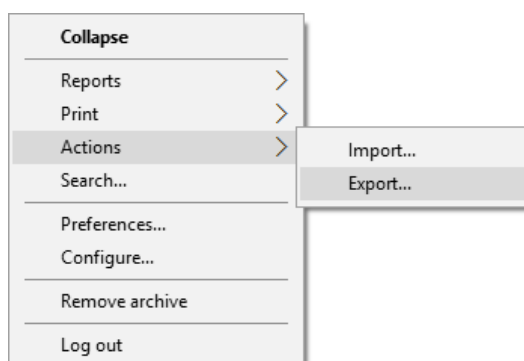 Collapse
Reports
Print
Actions
Import...
Search...
Export...
Preferences...
Configure...
Remove archive
Log out